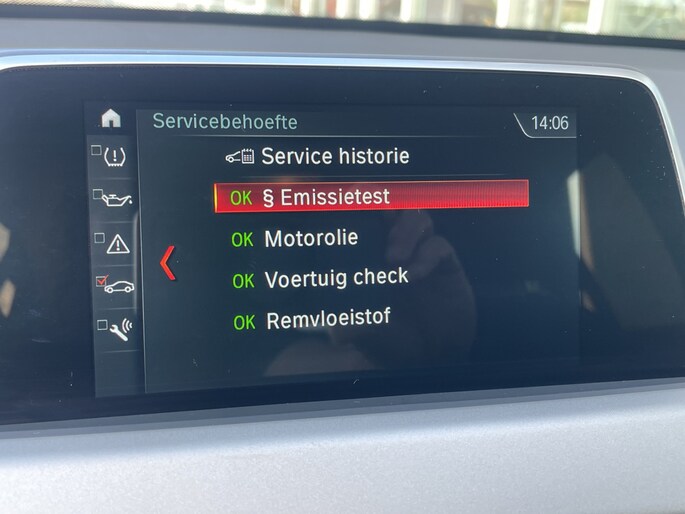 Servicebehoefte
14:06
Service historie
OK § Emissietest
OK Motorolie
OK Voertuig check
OK Remvloeistof